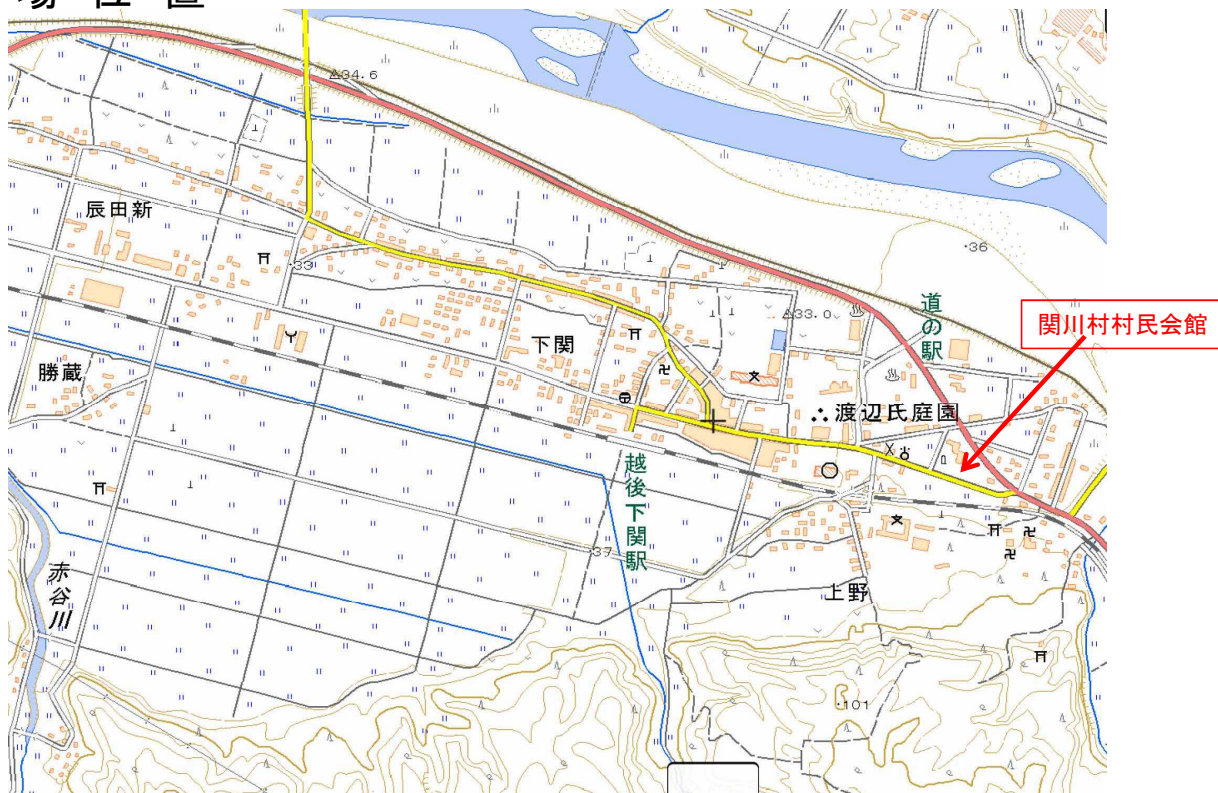 場 位 置
34.6
辰田新
33
36
道の駅
33.0
関川村村民会館
下関
勝蔵
渡辺氏庭園
越後下関駅
37
赤谷川
上野
101